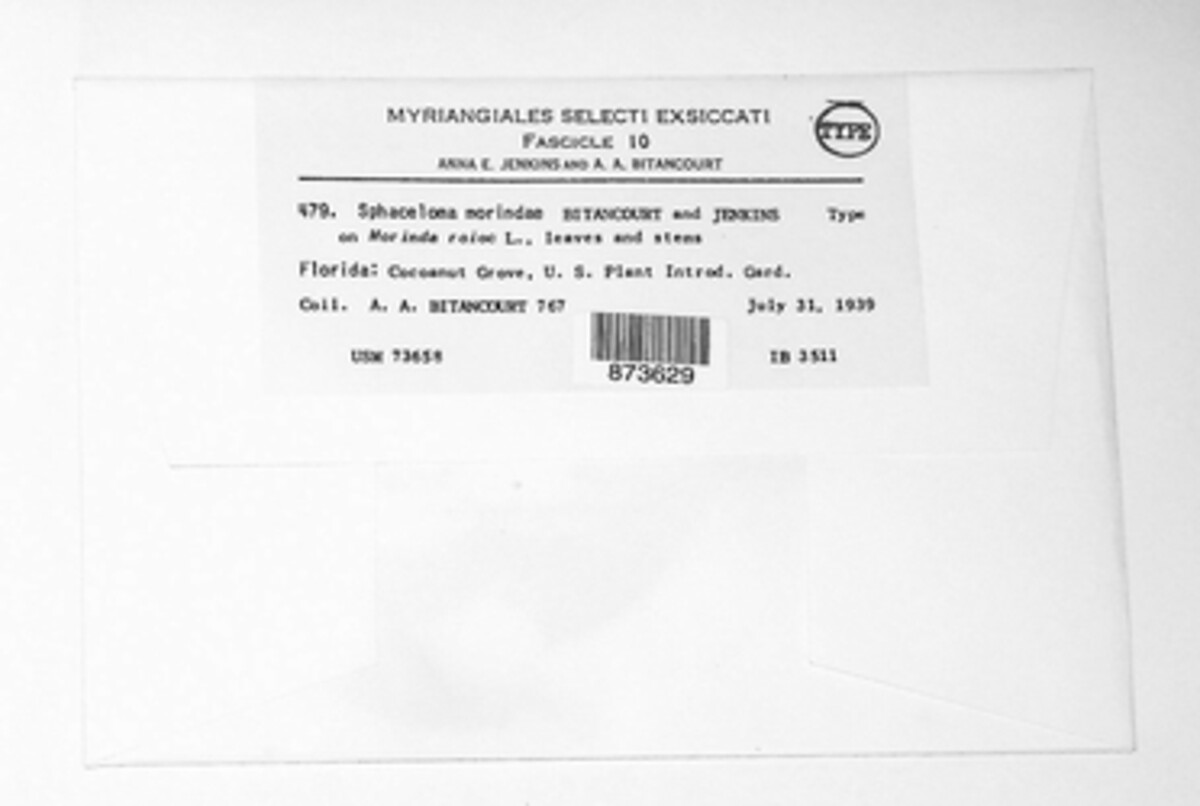 MYRIANGIALES SELECTI EXSICCATI
FASCICLE 10
ANNA E. JENKINS AND A. A. BITANCOURT
TYPE
479. Sphaceloma morindae BITANCOURT and JENKINS Type
on Morinda roioc L., leaves and stems
Florida: Cocoanut Grove, U. S. Plant Introd. Gard.
Coll. A. A. BITANCOURT 767 July 31, 1939
USM 73658 IB 3511
873629